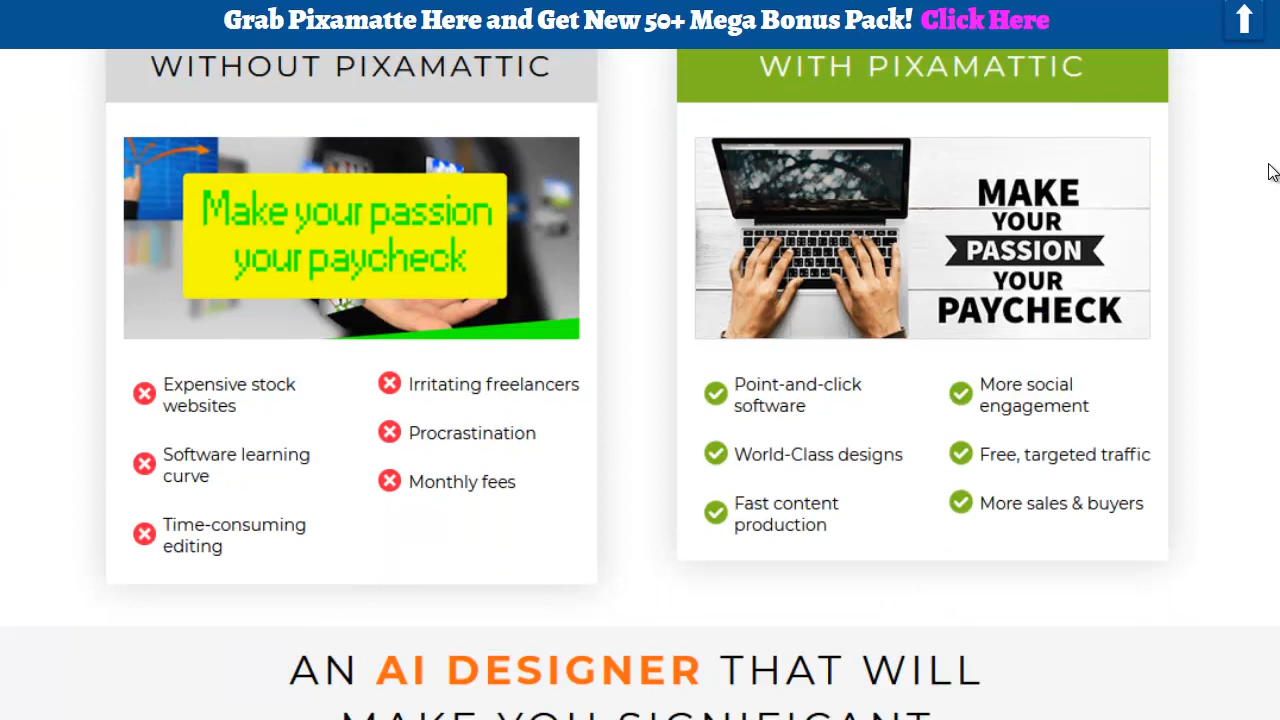 Grab Pixamatte Here and Get New 50+ Mega Bonus Pack! Click Here
WITHOUT PIXAMATTIC
Make your passion
your paycheck
Expensive stock
websites
Software learning
curve
Time-consuming
editing
Irritating freelancers
Procrastination
Monthly fees
WITH PIXAMATTIC
MAKE
YOUR
PASSION
YOUR
PAYCHECK
Point-and-click
software
World-Class designs
Fast content
production
More social
engagement
Free, targeted traffic
More sales & buyers
AN AI DESIGNER THAT WILL
MAKE YOU SIGNIFICANT